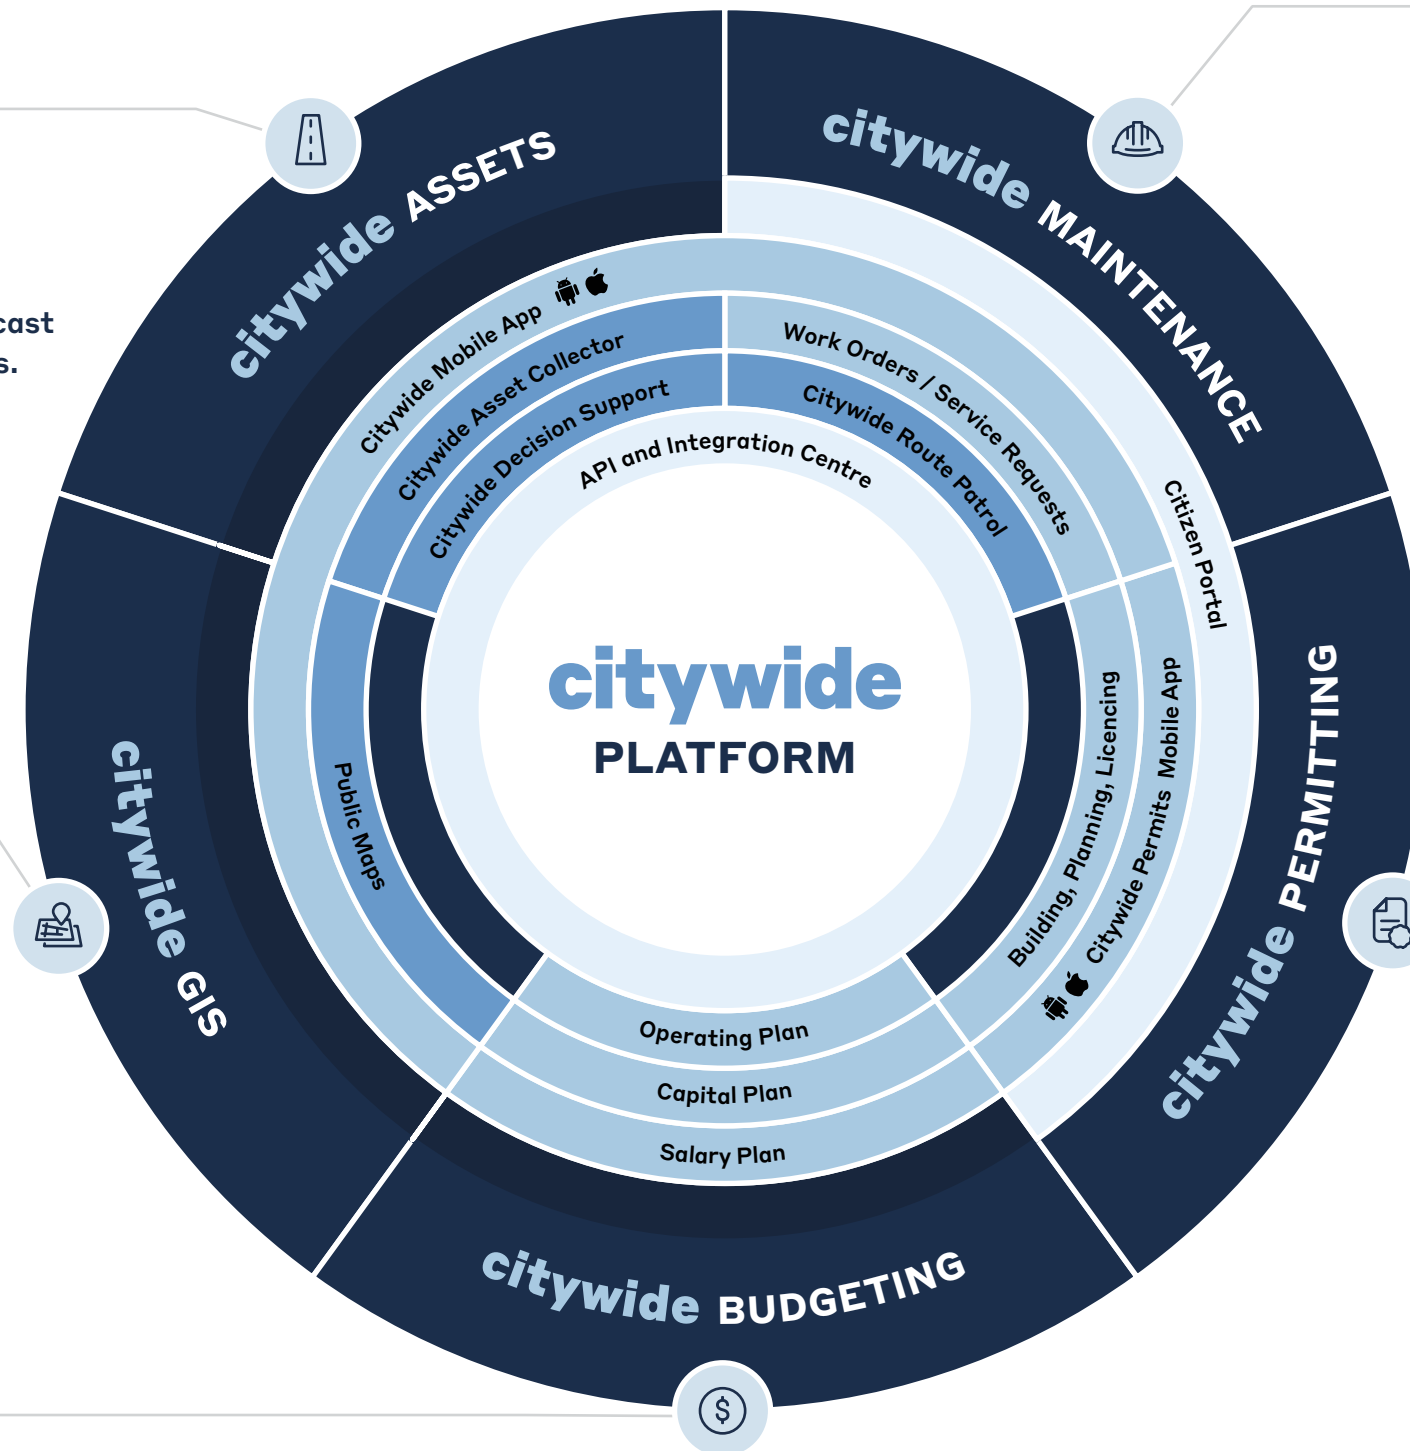 citywide ASSETS
citywide MAINTENANCE
cast
s.
Citywide Mobile App
Citywide Asset Collector
Citywide Decision Support
Work Orders / Service Requests
Citywide Route Patrol
API and Integration Centre
Citizen Portal
citywide
PLATFORM
citywide PERMITTING
Building, Planning, Licencing
Citywide Permits Mobile App
Public Maps
citywide GIS
Operating Plan
Capital Plan
Salary Plan
citywide BUDGETING
$